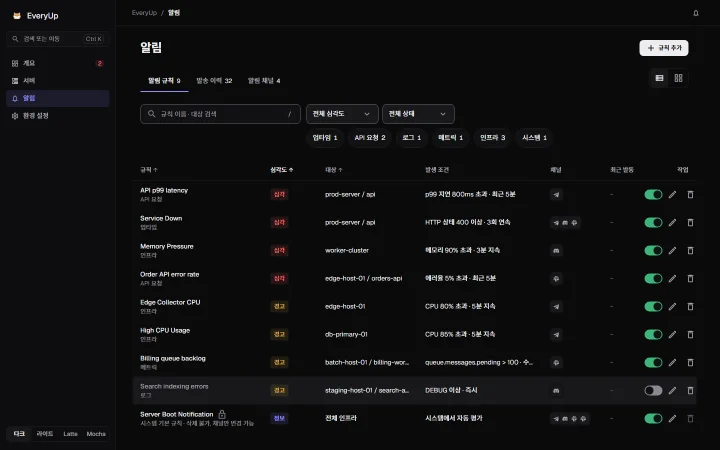 EveryUp
검색 또는 이동 Ctrl K
개요 2
서버
알림
환경 설정
다크 라이트 Latte Mocha
EveryUp / 알림
알림
규칙 추가
알림 규칙 9 발송 이력 32 알림 채널 4
규칙 이름 · 대상 검색 /
전체 심각도 전체 상태
업타임 1 API 요청 2 로그 1 메트릭 1 인프라 3 시스템 1
규칙 ↑ 심각도 ↑ 대상 ↑ 발생 조건 채널 최근 발동 작업
API p99 latency 심각 prod-server / api p99 지연 800ms 초과 · 최근 5분 -
API 요청
Service Down 심각 prod-server / api HTTP 상태 400 이상 · 3회 연속 -
업타임
Memory Pressure 심각 worker-cluster 메모리 90% 초과 · 3분 지속 -
인프라
Order API error rate 심각 edge-host-01 / orders-api 에러율 5% 초과 · 최근 5분 -
API 요청
Edge Collector CPU 경고 edge-host-01 CPU 80% 초과 · 5분 지속 -
인프라
High CPU Usage 경고 db-primary-01 CPU 85% 초과 · 5분 지속 -
인프라
Billing queue backlog 경고 batch-host-01 / billing-wor... queue.messages.pending > 100 · 수... -
메트릭
Search indexing errors 경고 staging-host-01 / search-a... DEBUG 이상 · 즉시 -
로그
Server Boot Notification 정보 전체 인프라 시스템에서 자동 평가 -
시스템 기본 규칙 · 삭제 불가, 채널만 변경 가능